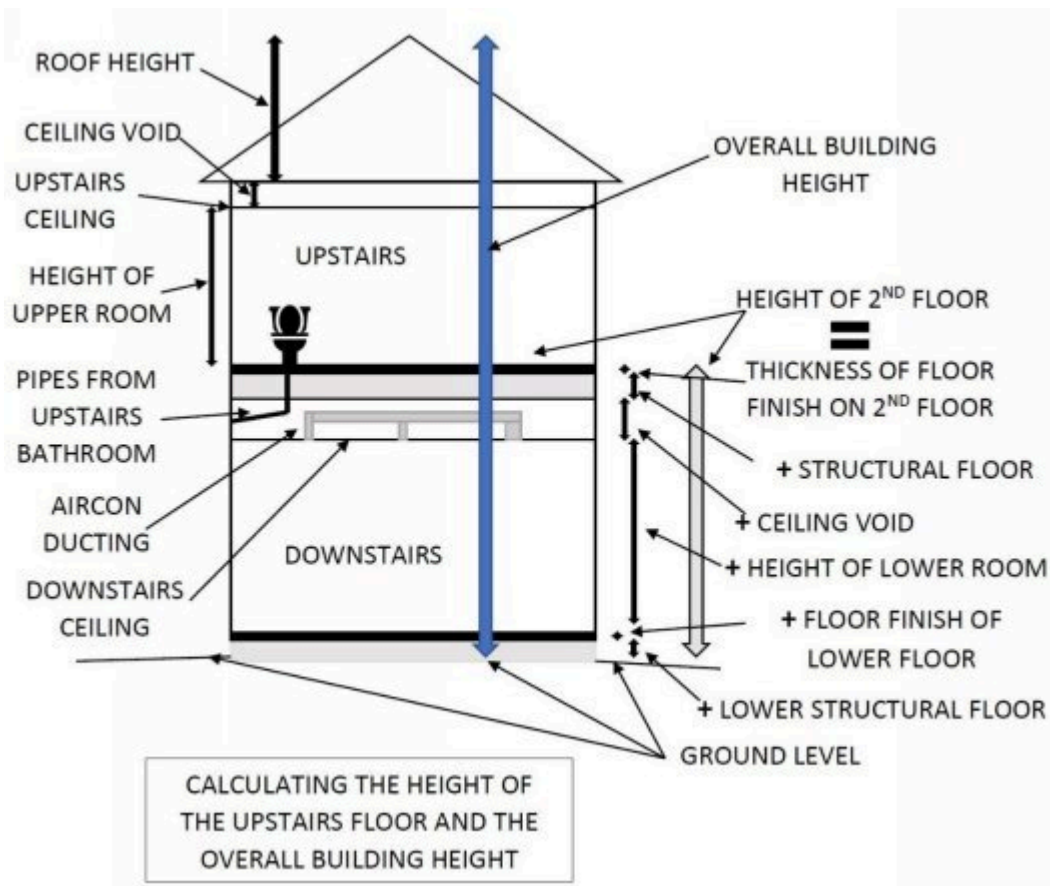 ROOF HEIGHT
CEILING VOID
UPSTAIRS
CEILING
HEIGHT OF
UPPER ROOM
PIPES FROM
UPSTAIRS
BATHROOM
AIRCON
DUCTING
DOWNSTAIRS
CEILING
UPSTAIRS
DOWNSTAIRS
OVERALL BUILDING
HEIGHT
HEIGHT OF 2ND FLOOR
=
THICKNESS OF FLOOR
FINISH ON 2ND FLOOR
+ STRUCTURAL FLOOR
+ CEILING VOID
+ HEIGHT OF LOWER ROOM
+ FLOOR FINISH OF
LOWER FLOOR
+ LOWER STRUCTURAL FLOOR
GROUND LEVEL
CALCULATING THE HEIGHT OF
THE UPSTAIRS FLOOR AND THE
OVERALL BUILDING HEIGHT